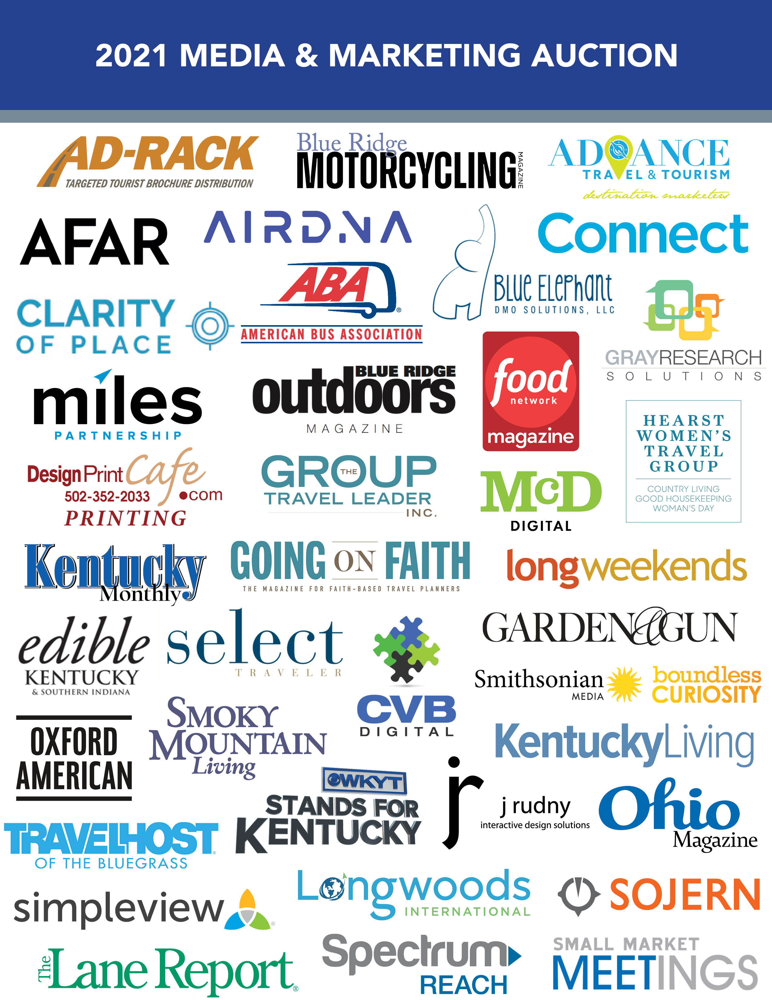 2021 MEDIA & MARKETING AUCTION
AD-RACK
TARGETED TOURIST BROCHURE DISTRIBUTION
Blue Ridge
MOTORCYCLING
MAGAZINE
ADVANCE
TRAVEL & TOURISM
destination marketers
AFAR
AIRDNA
Connect
ABA
®
AMERICAN BUS ASSOCIATION
BLUE ELEPhANT
DMO SOLUTIONS, LLC
CLARITY
OF PLACE
GRAYRESEARCH
SOLUTIONS
miles
PARTNERSHIP
BLUE RIDGE
outdoors
MAGAZINE
food
network
magazine
HEARST
WOMEN'S
TRAVEL
GROUP
COUNTRY LIVING
GOOD HOUSEKEEPING
WOMAN'S DAY
Design Print Cafe
502-352-2033 •com
PRINTING
THE
GROUP
TRAVEL LEADER
INC.
McD
DIGITAL
Kentucky
Monthly
GOING ON FAITH
THE MAGAZINE FOR FAITH-BASED TRAVEL PLANNERS
longweekends
edible
KENTUCKY
& SOUTHERN INDIANA
select
TRAVELER
CVB
DIGITAL
GARDEN&GUN
Smithsonian
MEDIA
boundless
CURIOSITY
OXFORD
AMERICAN
SMOKY
MOUNTAIN
Living
KentuckyLiving
WKYT
STANDS FOR
KENTUCKY
jr
j rudny
interactive design solutions
Ohio
Magazine
TRAVELHOST®
OF THE BLUEGRASS
simpleview®
Longwoods
INTERNATIONAL
SOJERN
The Lane Report®
Spectrum
REACH
SMALL MARKET
MEETINGS